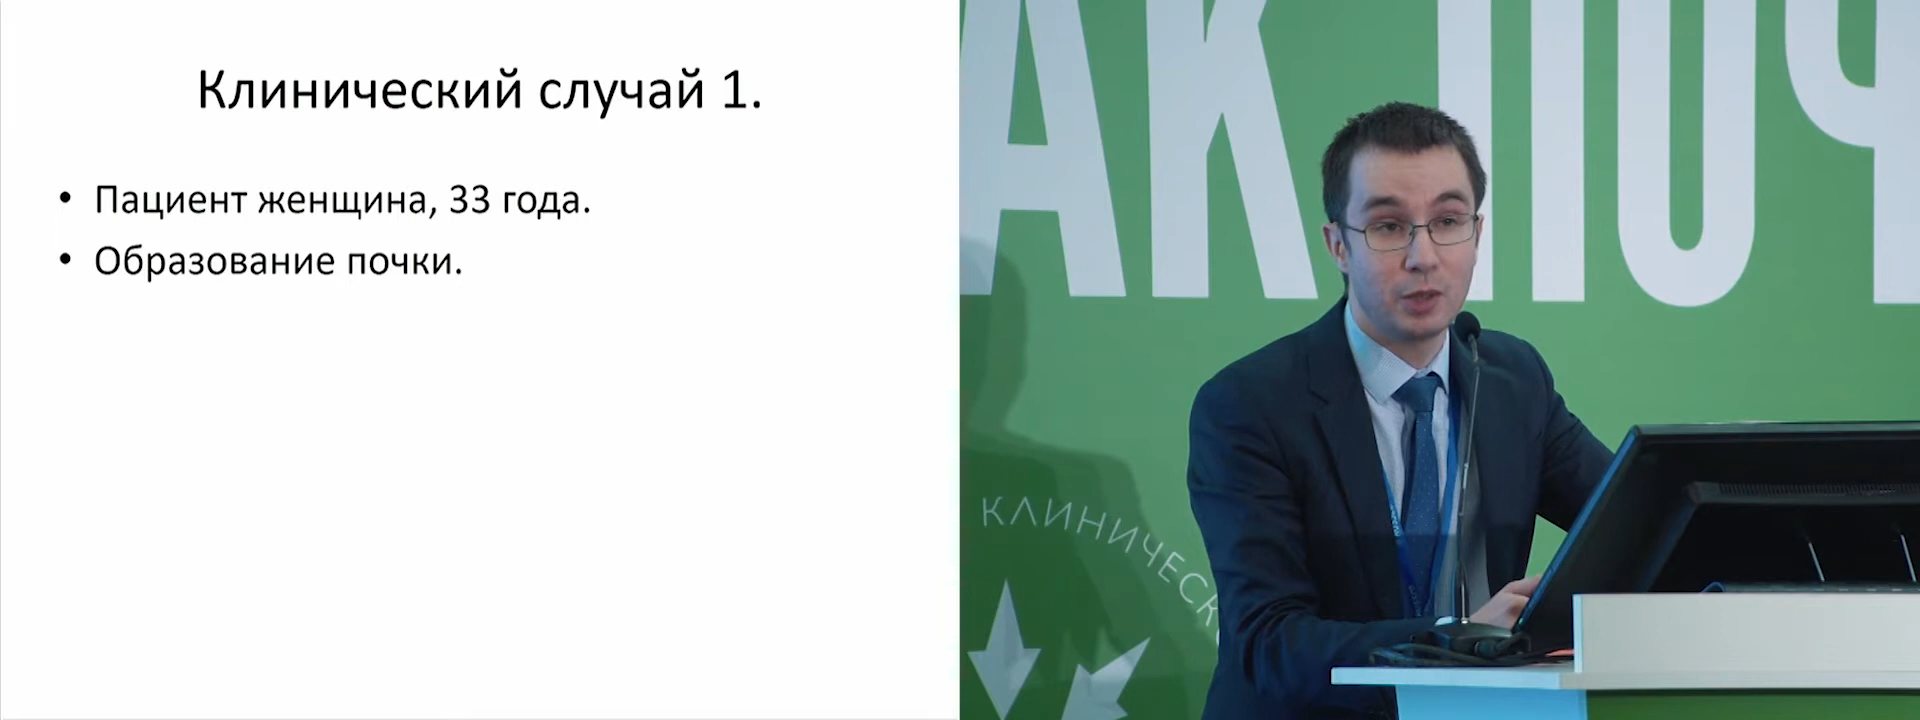 Клинический случай 1.
• Пациент женщина, 33 года.
• Образование почки.
АК ПОЧ
КЛИНИЧЕСК